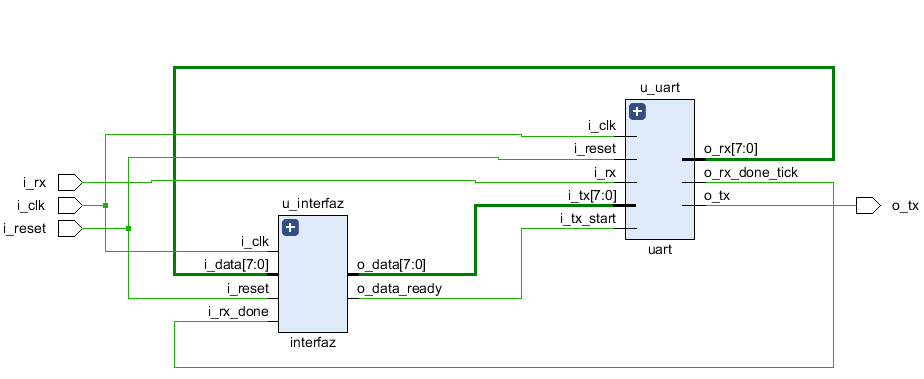 i_rx
i_clk
i_reset
u_interfaz
i_clk
i_data[7:0]
i_reset
i_rx_done
o_data[7:0]
o_data_ready
interfaz
u_uart
i_clk
i_reset
i_rx
i_tx[7:0]
i_tx_start
o_rx[7:0]
o_rx_done_tick
o_tx
uart
o_tx